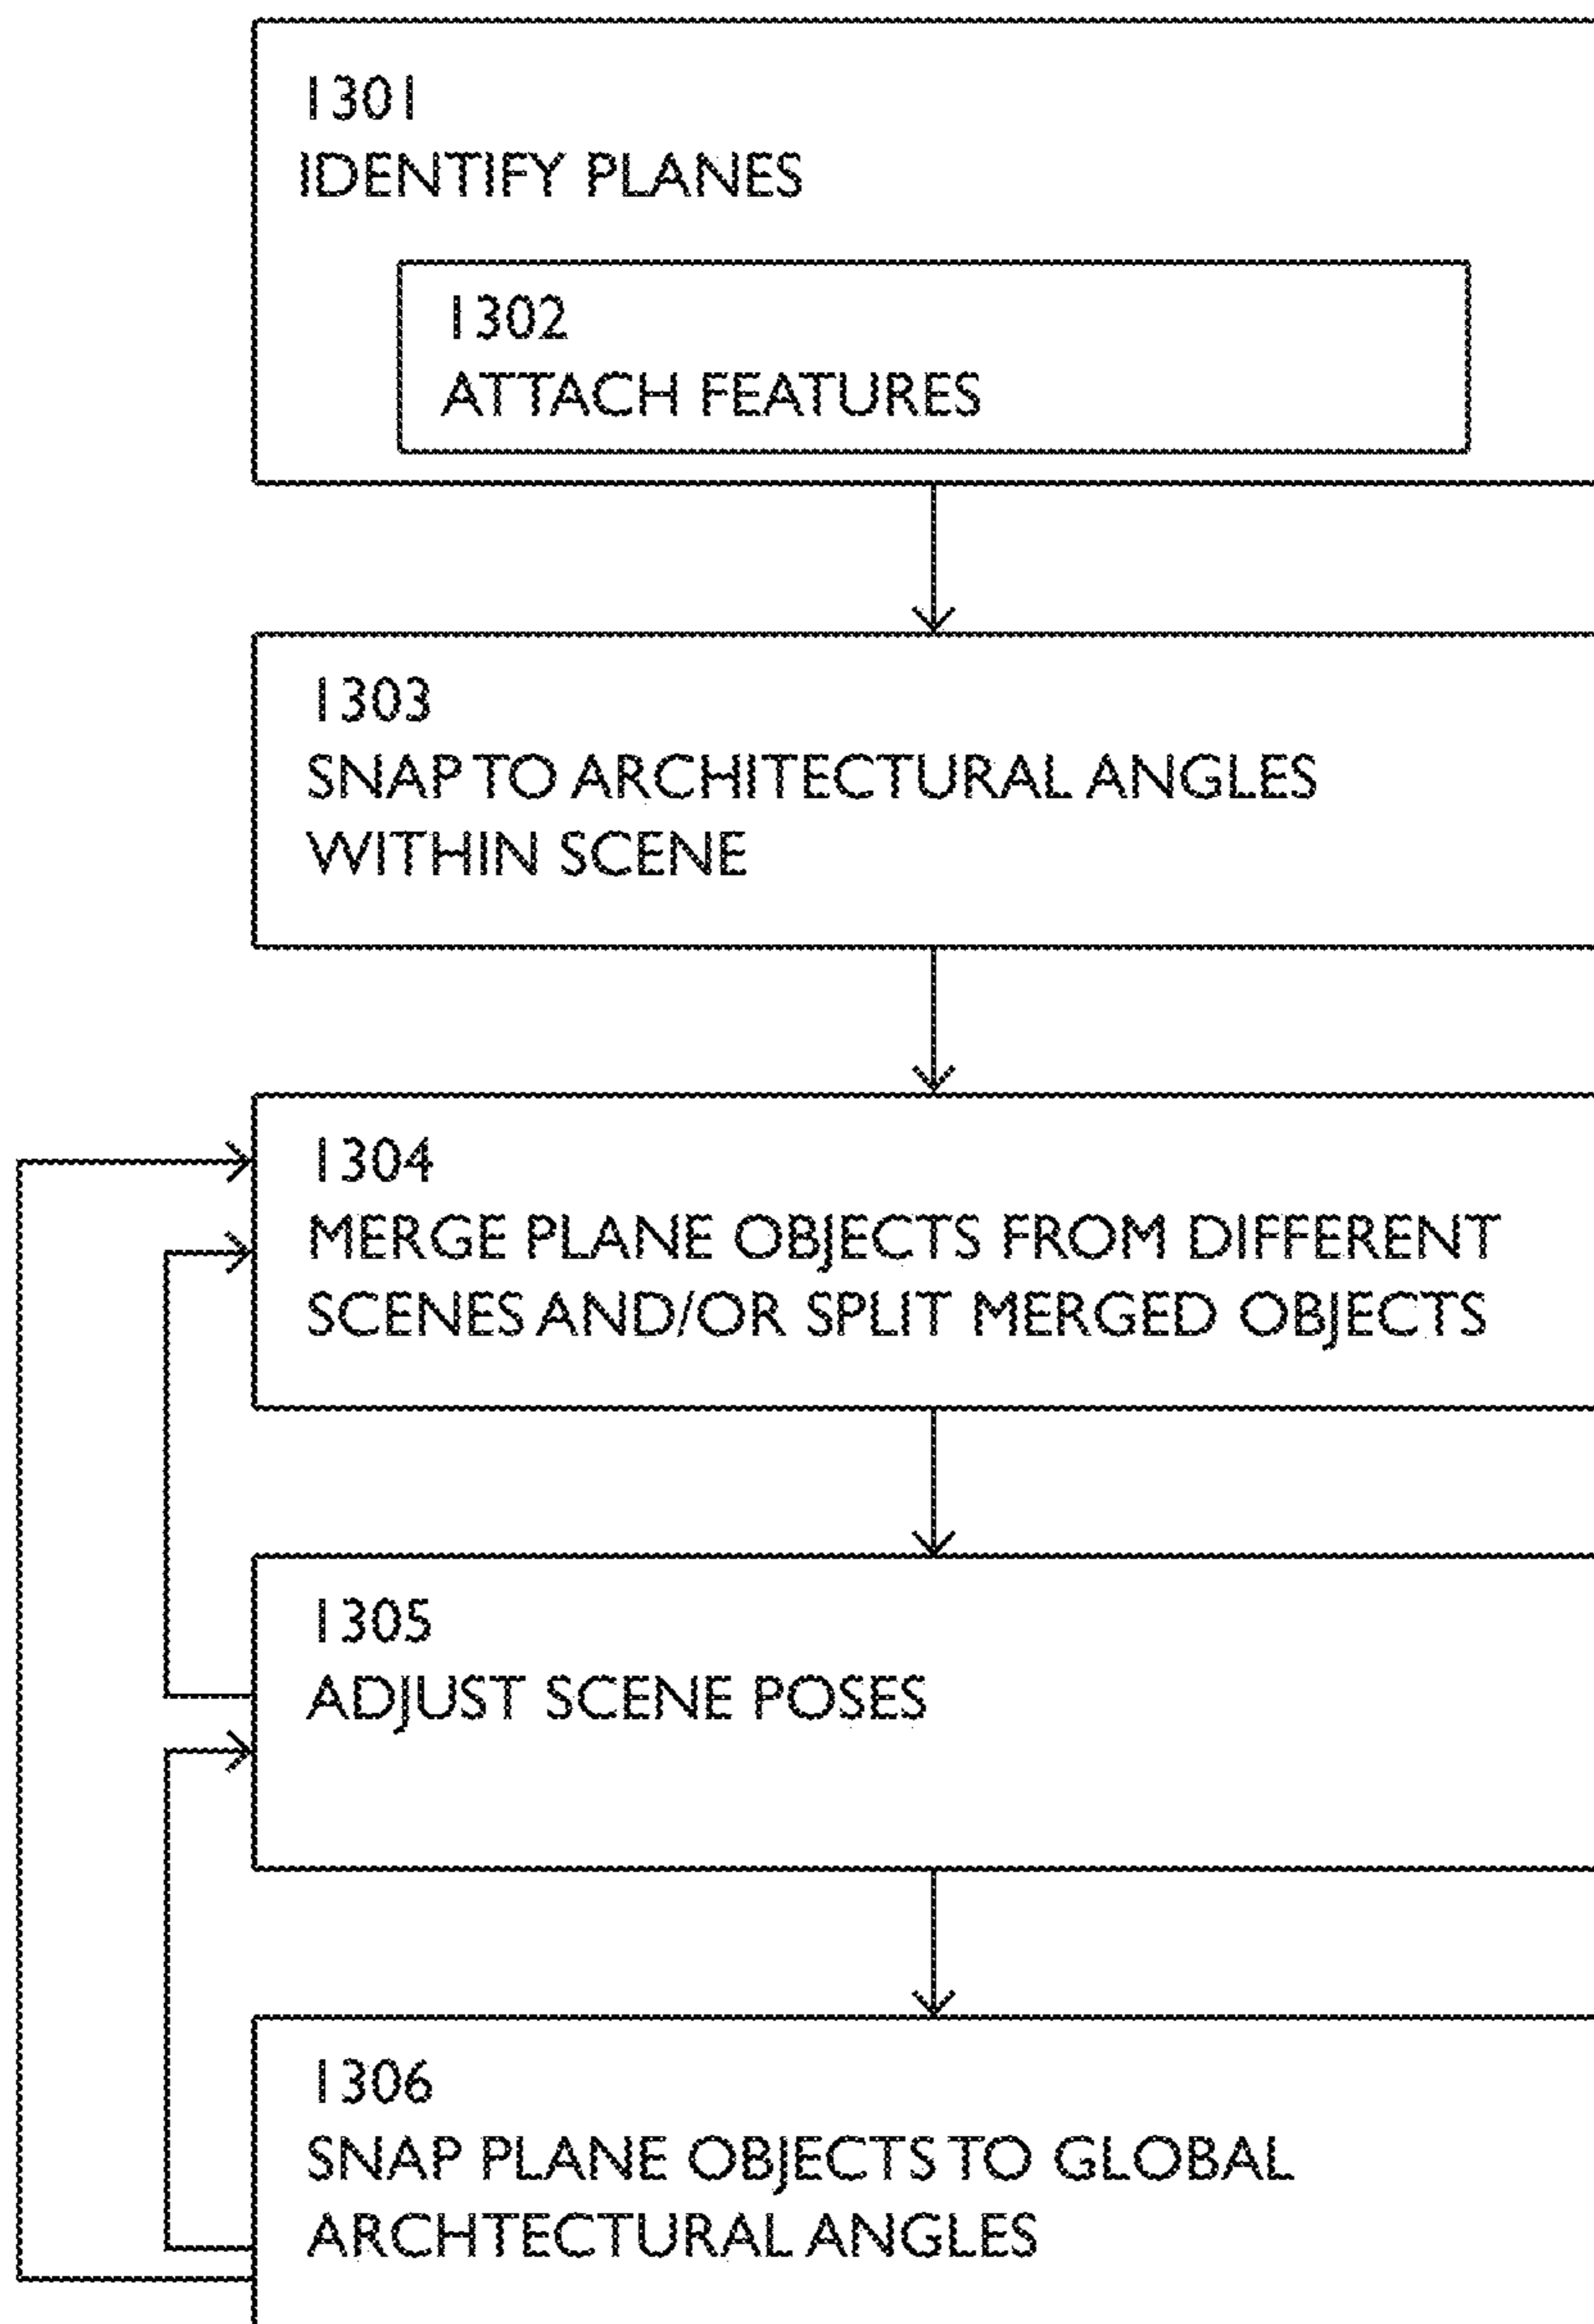 1301
IDENTIFY PLANES
1302
ATTACH FEATURES
1303
SNAP TO ARCHITECTURAL ANGLES
WITHIN SCENE
1304
MERGE PLANE OBJECTS FROM DIFFERENT
SCENES AND/OR SPLIT MERGED OBJECTS
1305
ADJUST SCENE POSES
1306
SNAP PLANE OBJECTS TO GLOBAL
ARCHTECTURAL ANGLES